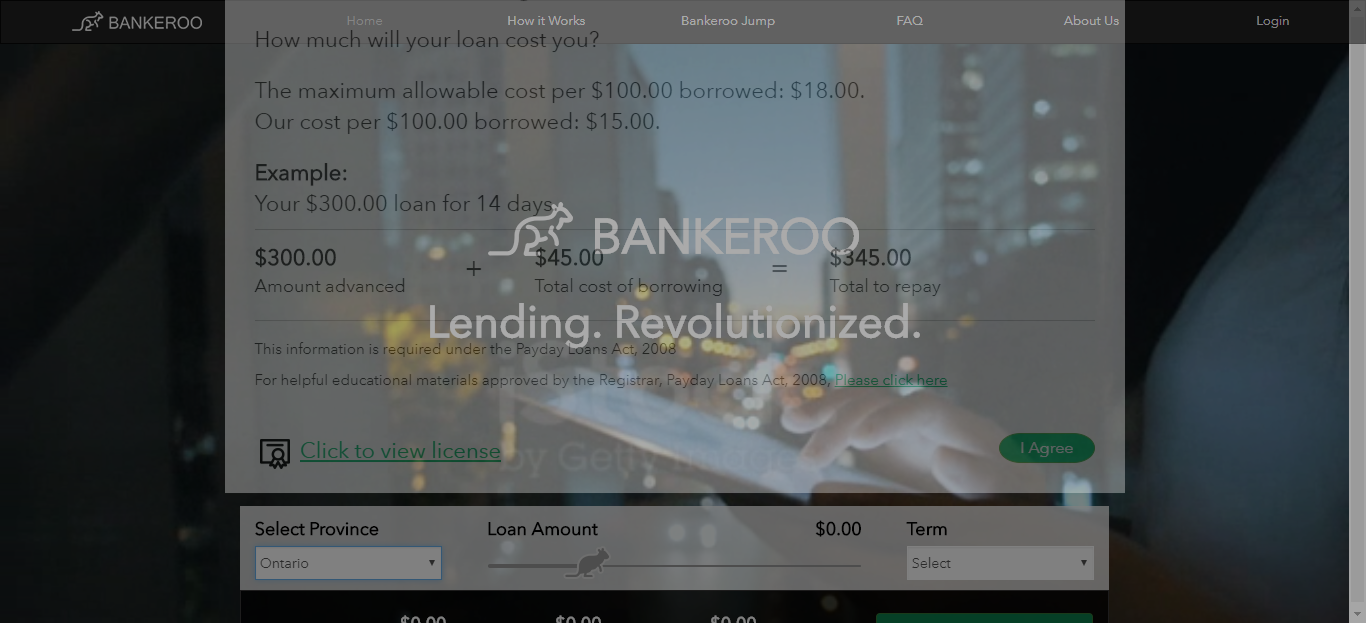 BANKEROO
Home
How it Works
Bankeroo Jump
FAQ
About Us
Login
How much will your loan cost you?
The maximum allowable cost per $100.00 borrowed: $18.00.
Our cost per $100.00 borrowed: $15.00.
Example:
Your $300.00 loan for 14 days
BANKEROO
$300.00
+
$45.00
=
$345.00
Amount advanced
Total cost of borrowing
Total to repay
Lending. Revolutionized.
This information is required under the Payday Loans Act, 2008
For helpful educational materials approved by the Registrar, Payday Loans Act, 2008, Please click here
Click to view license
by Getty Images
I Agree
Select Province
Loan Amount
$0.00
Term
Ontario
Select
$0.00
$0.00
$0.00